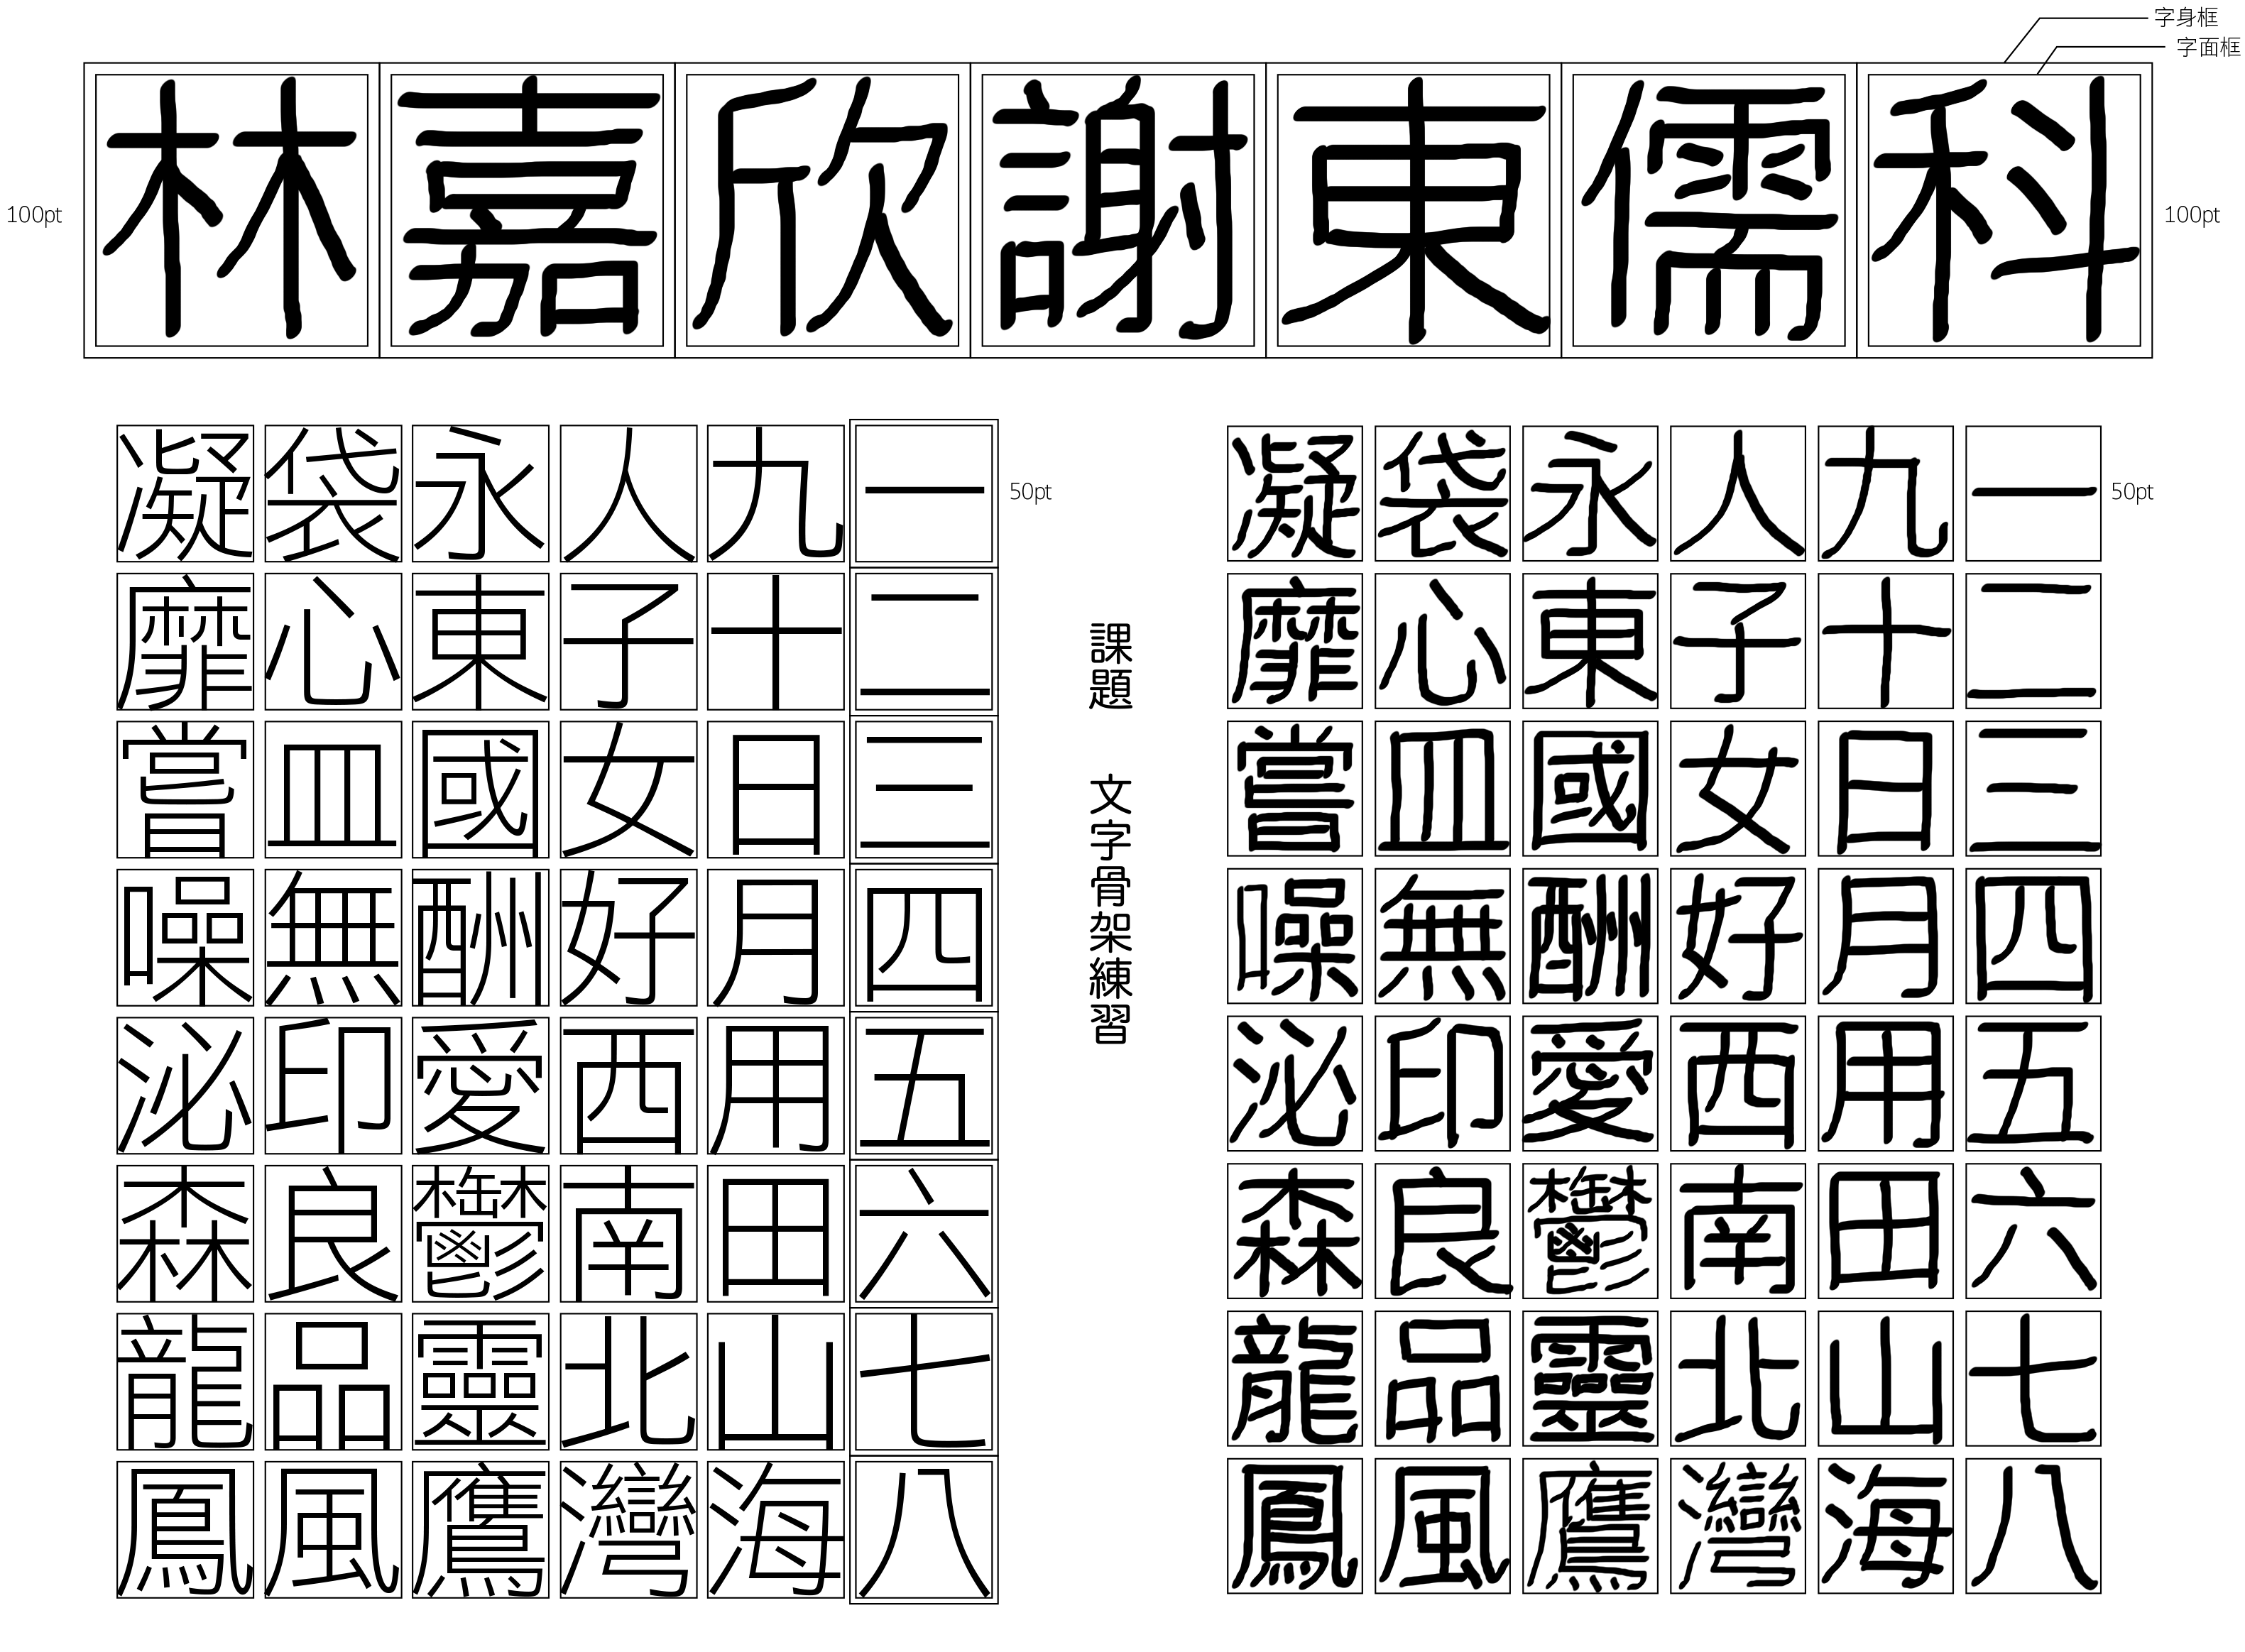 字身框
字面框
100pt
林嘉欣謝東儒科
100pt
一二三四五六七八
九十日月用田山海
人子女好西南北灣
永東國酬愛鬱靈鷹
袋心皿無印良品風
凝靡嘗噪泌森龍鳳
50pt
課題 文字骨架練習
一二三四五六七八
九十日月用田山海
人子女好西南北灣
永東國酬愛鬱靈鷹
袋心皿無印良品風
凝靡嘗噪泌森龍鳳
50pt